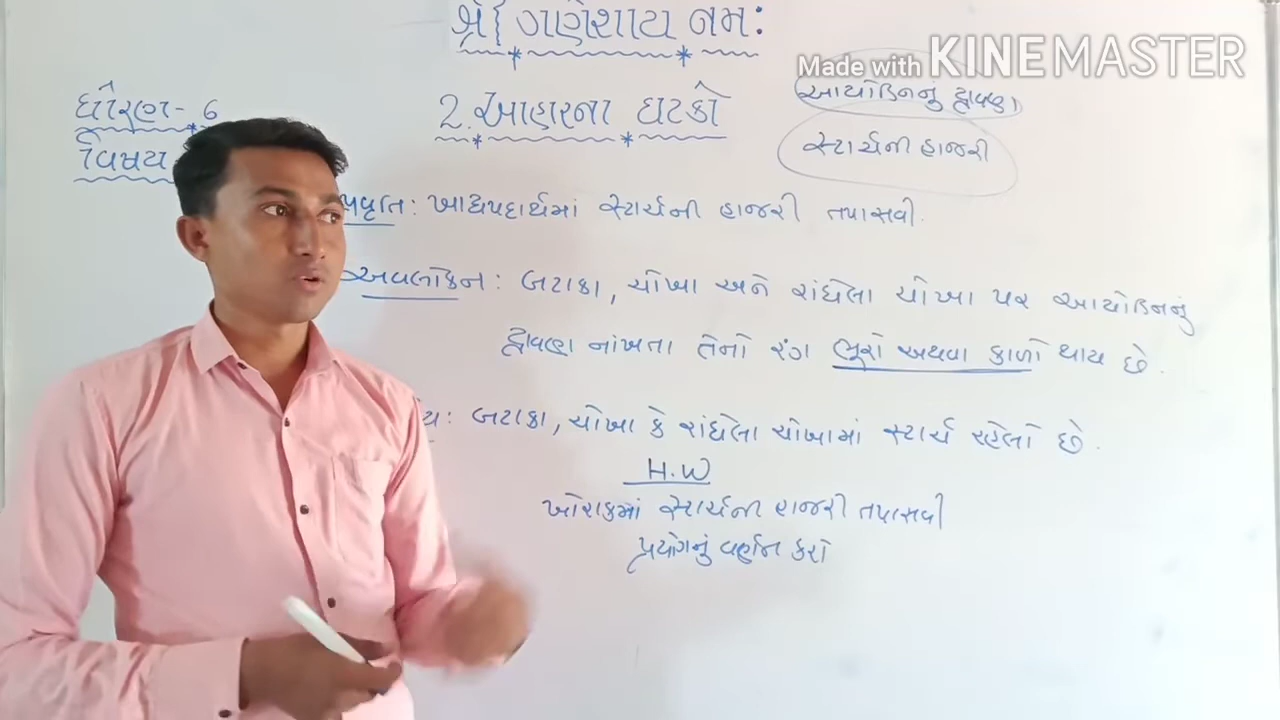 શ્રી ગણેશાય નમઃ
Made with KINEMASTER
આયોડિનનું દ્રાવણ
ધોરણ - 6
2. આહારના ઘટકો
સ્ટાર્ચની હાજરી
વિષય
પ્રવૃતિ : ખાદ્યપદાર્થમાં સ્ટાર્ચની હાજરી તપાસવી.
અવલોકન : બટાકા, ચોખા અને રાંધેલા ચોખા પર આયોડિનનું
દ્રાવણ નાંખતા તેનો રંગ ભૂરો અથવા કાળો થાય છે.
બટાકા, ચોખા કે રાંધેલા ચોખામાં સ્ટાર્ચ રહેલો છે.
H.W
ખોરાકમાં સ્ટાર્ચની હાજરી તપાસવી
પ્રયોગનું વર્ણન કરો